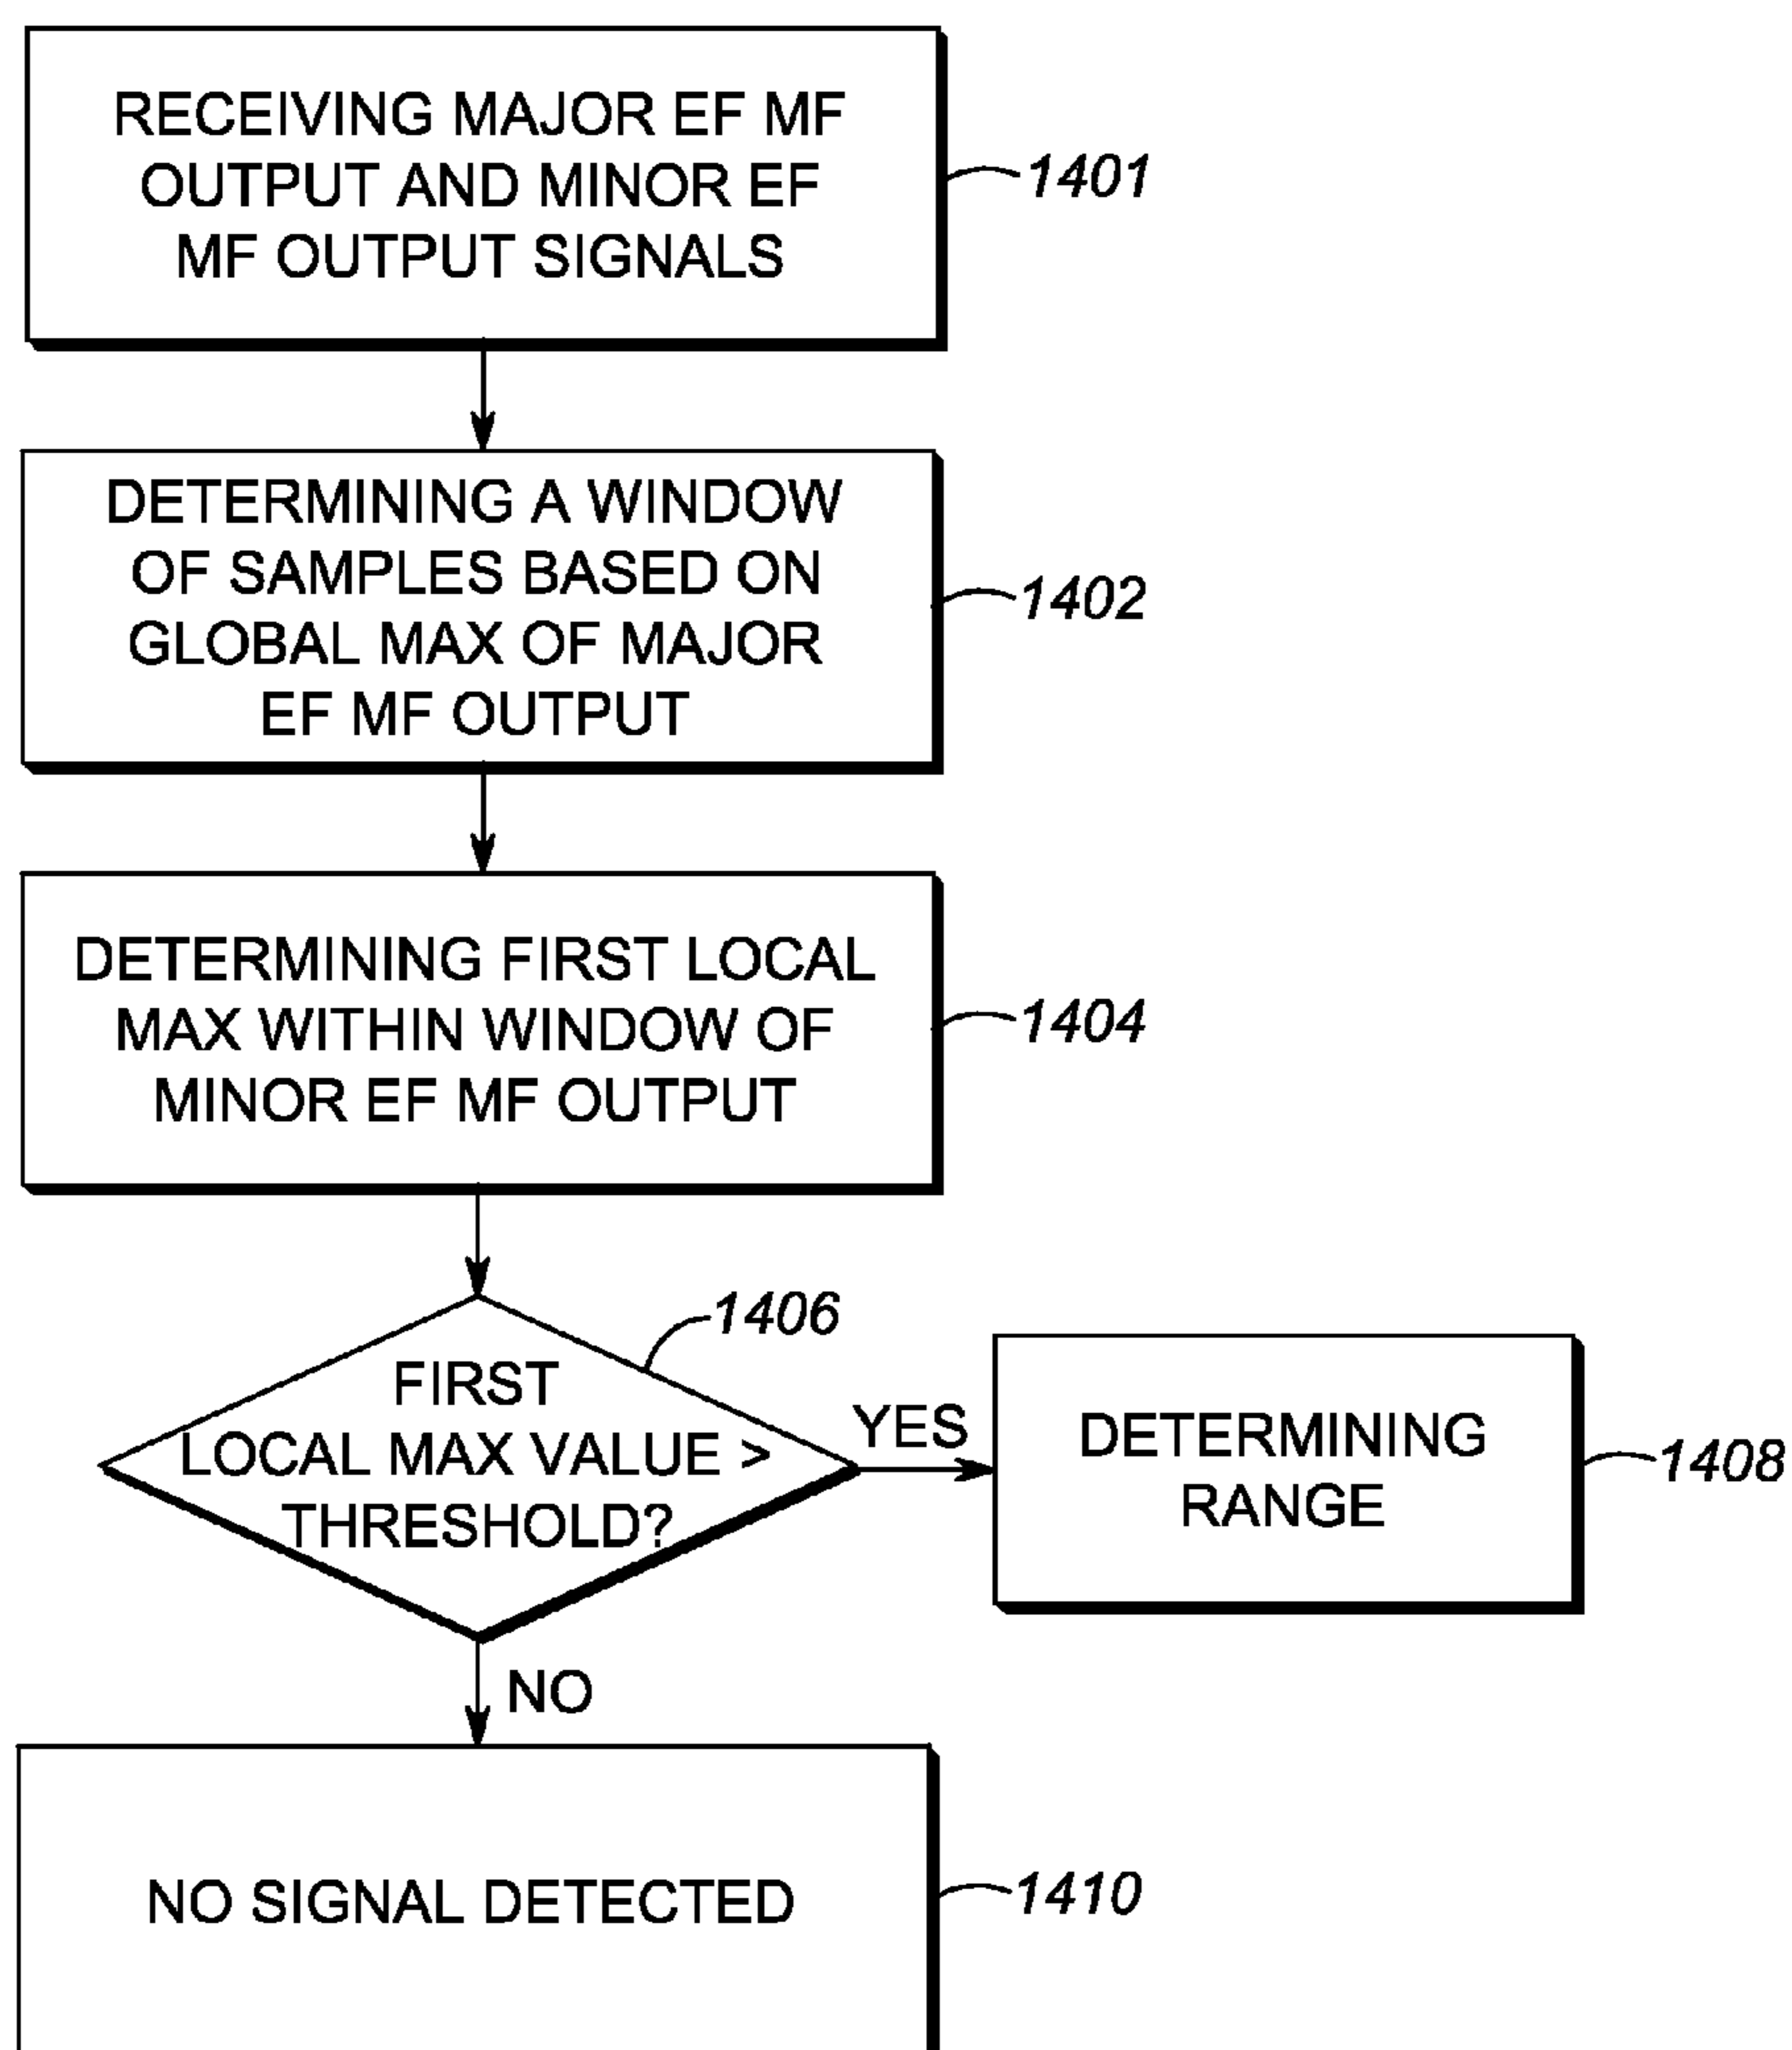 RECEIVING MAJOR EF MF
OUTPUT AND MINOR EF
MF OUTPUT SIGNALS
1401
DETERMINING A WINDOW
OF SAMPLES BASED ON
GLOBAL MAX OF MAJOR
EF MF OUTPUT
1402
DETERMINING FIRST LOCAL
MAX WITHIN WINDOW OF
MINOR EF MF OUTPUT
1404
1406
FIRST
LOCAL MAX VALUE >
THRESHOLD?
YES
DETERMINING
RANGE
1408
NO
NO SIGNAL DETECTED
1410